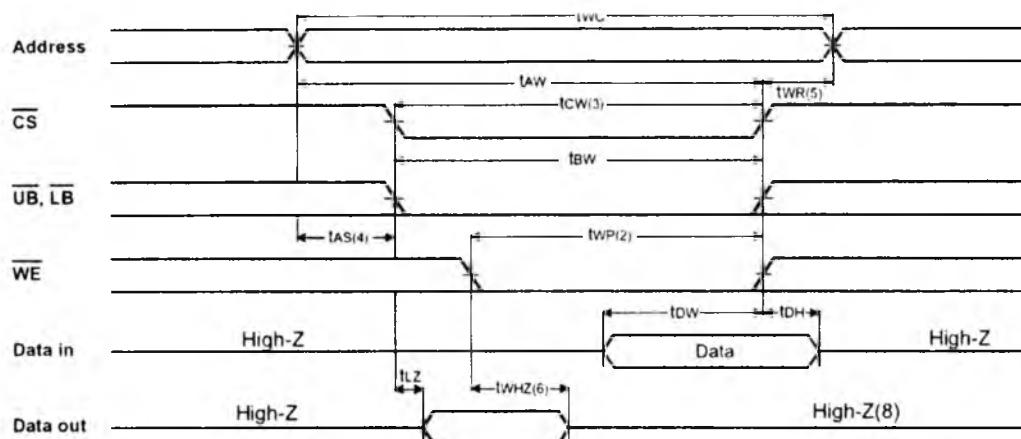 tWC
Address
tAW
tWR(5)
tCW(3)
CS
tBW
UB, LB
tAS(4)
tWP(2)
WE
tDW
tDH
High-Z
Data in
Data
High-Z
tLZ
tWHZ(6)
High-Z
Data out
High-Z(8)